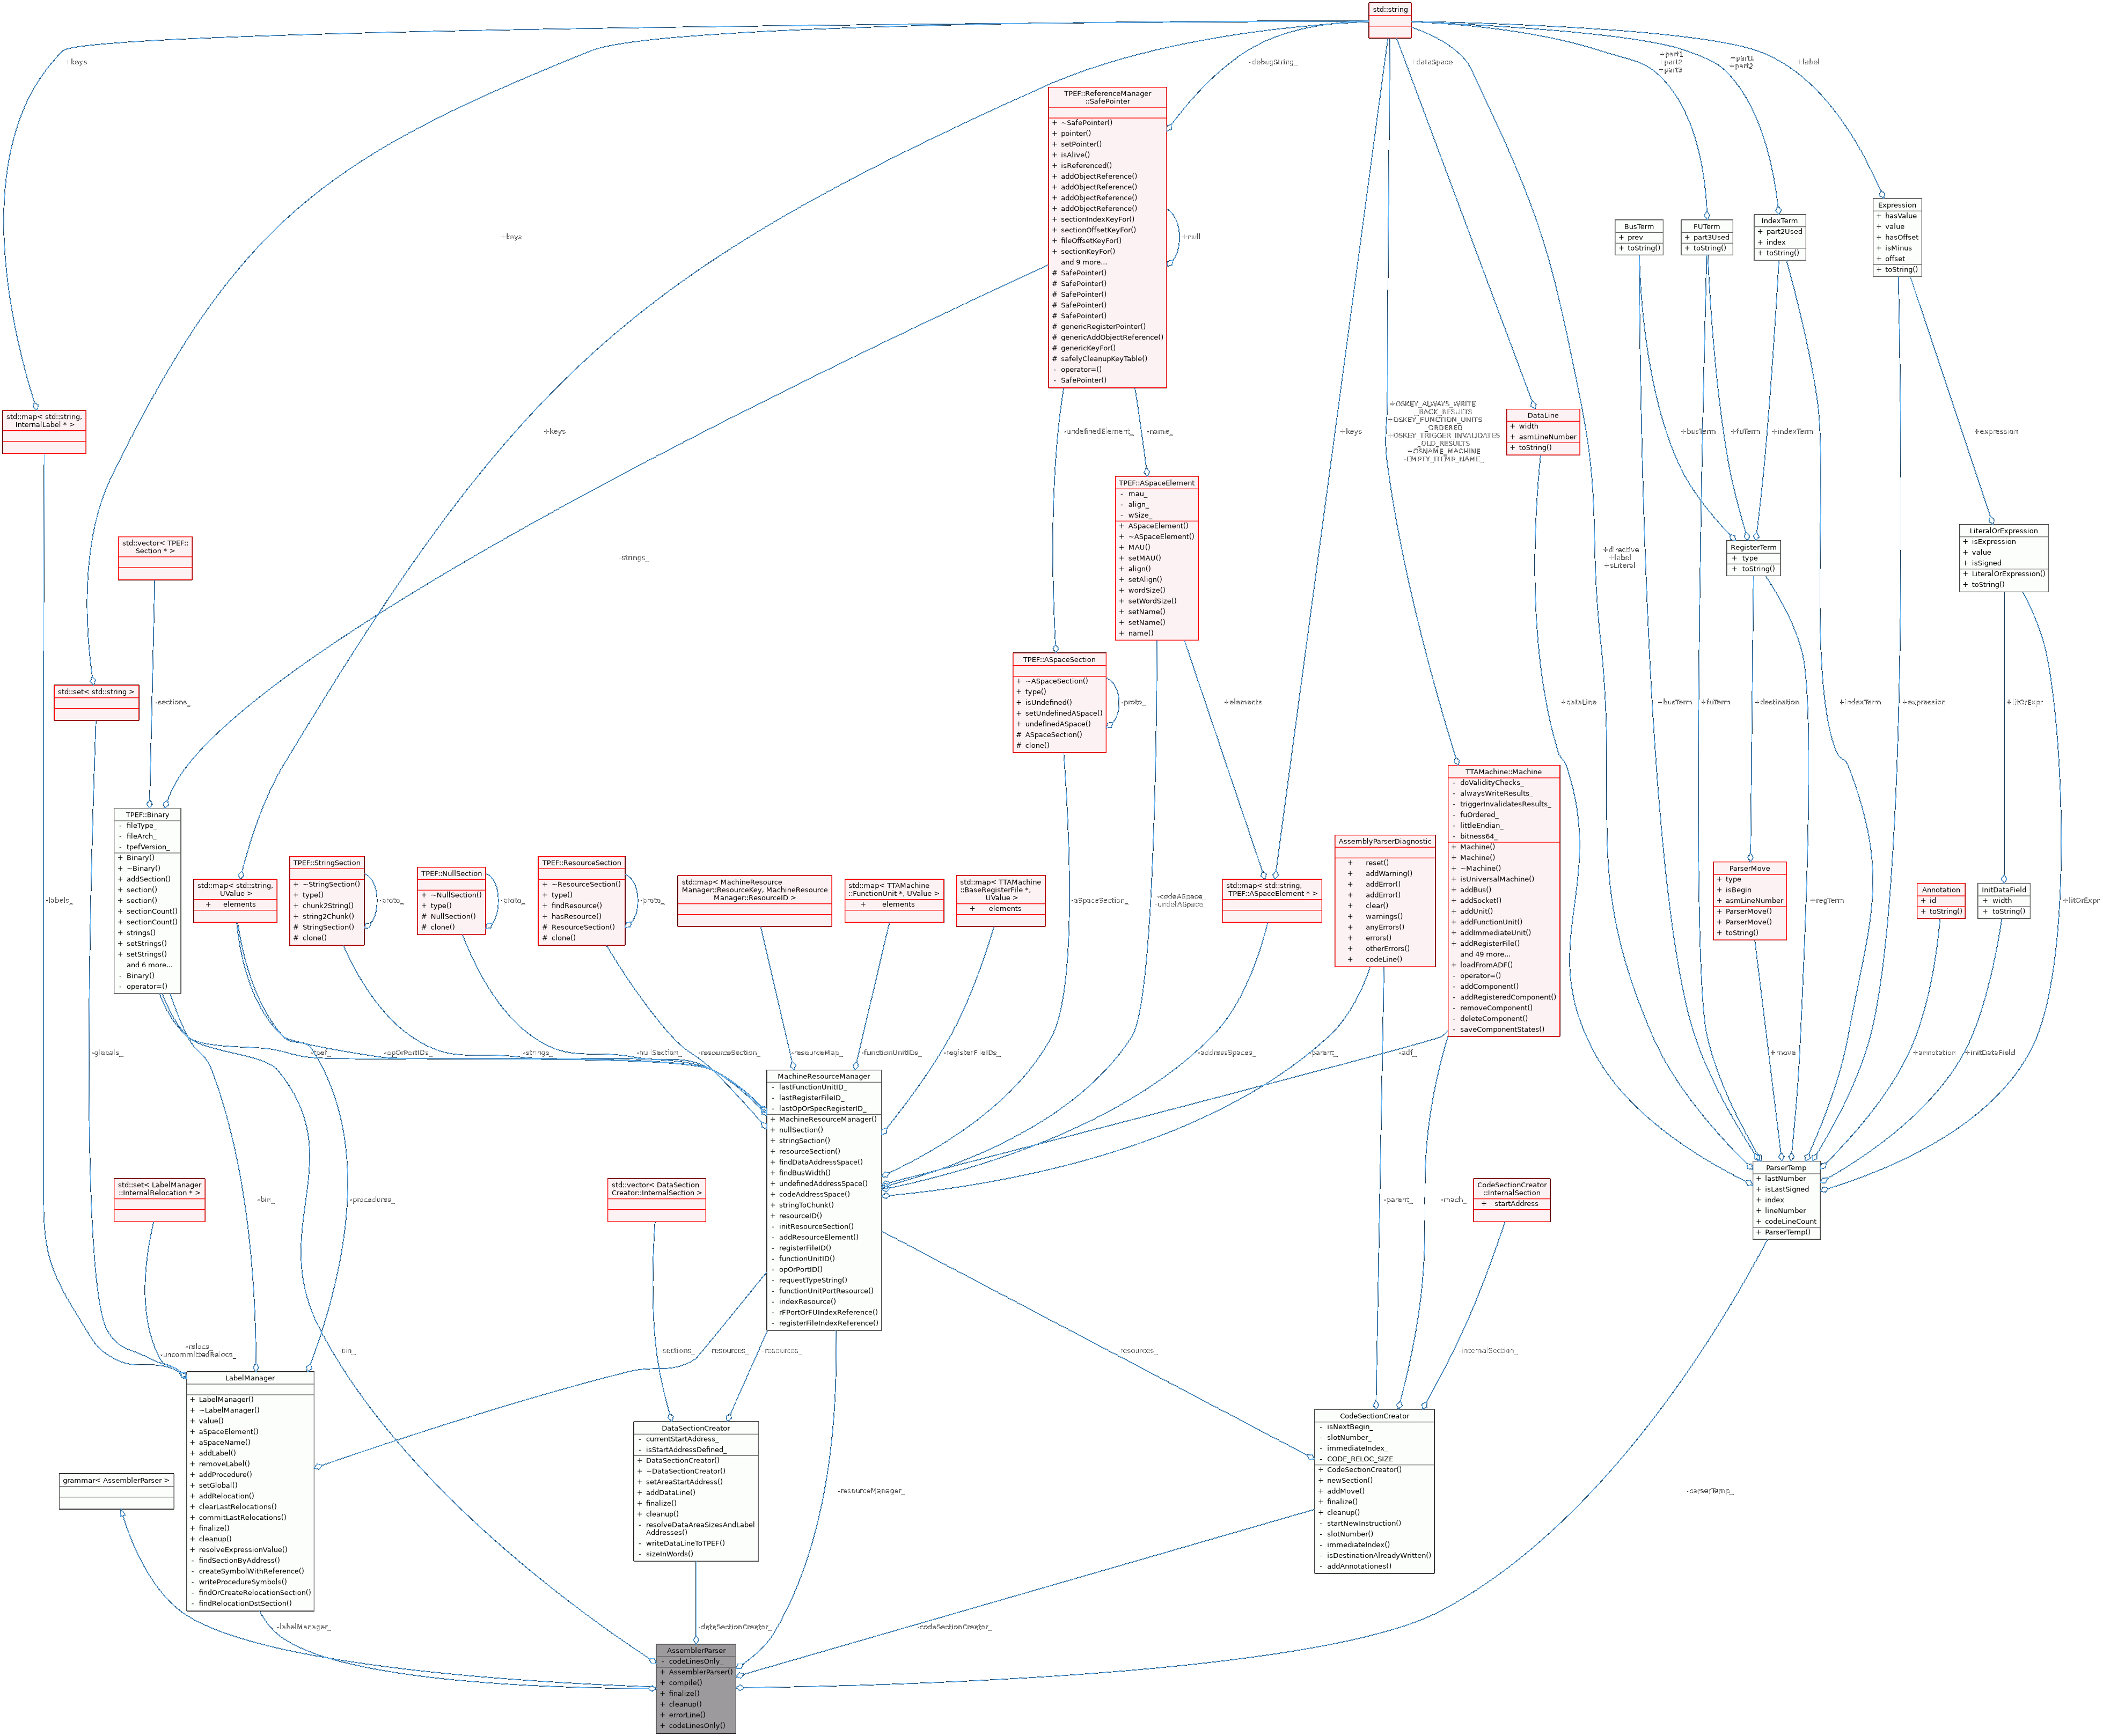 std::string
+keys
-debugString_
+dataSpace
+part1
+part2
+part3
+part1
+part2
+label
TPEF::ReferenceManager
::SafePointer
+ ~SafePointer()
+ pointer()
+ setPointer()
+ isAlive()
+ isReferenced()
+ addObjectReference()
+ addObjectReference()
+ addObjectReference()
+ addObjectReference()
+ sectionIndexKeyFor()
+ sectionOffsetKeyFor()
+ fileOffsetKeyFor()
+ sectionKeyFor()
and 9 more...
# SafePointer()
# SafePointer()
# SafePointer()
# SafePointer()
# SafePointer()
# genericRegisterPointer()
# genericAddObjectReference()
# genericKeyFor()
# safelyCleanupKeyTable()
- operator=()
- SafePointer()
+null
+keys
BusTerm
+ prev
+ toString()
FUTerm
+ part3Used
+ toString()
IndexTerm
+ part2Used
+ index
+ toString()
Expression
+ hasValue
+ value
+ hasOffset
+ isMinus
+ offset
+ toString()
std::map< std::string,
InternalLabel * >
+keys
-undefinedElement_
-name_
+keys
+OSKEY_ALWAYS_WRITE
_BACK_RESULTS
+OSKEY_FUNCTION_UNITS
_ORDERED
+OSKEY_TRIGGER_INVALIDATES
_OLD_RESULTS
+OSNAME_MACHINE
-EMPTY_ITEMP_NAME_
DataLine
+ width
+ asmLineNumber
+ toString()
+busTerm
+fuTerm
+indexTerm
+expression
TPEF::ASpaceElement
- mau_
- align_
- wSize_
+ ASpaceElement()
+ ~ASpaceElement()
+ MAU()
+ setMAU()
+ align()
+ setAlign()
+ wordSize()
+ setWordSize()
+ setName()
+ setName()
+ name()
std::vector< TPEF::
Section * >
-strings_
+directive
+label
+isLiteral
RegisterTerm
+ type
+ toString()
LiteralOrExpression
+ isExpression
+ value
+ isSigned
+ LiteralOrExpression()
+ toString()
std::set< std::string >
-sections_
TPEF::ASpaceSection
+ ~ASpaceSection()
+ type()
+ isUndefined()
+ setUndefinedASpace()
+ undefinedASpace()
# ASpaceSection()
# clone()
-proto_
+elements
+dataLine
+busTerm
+fuTerm
+destination
+indexTerm
+expression
+litOrExpr
TPEF::Binary
- fileType_
- fileArch_
- tpefVersion_
+ Binary()
+ ~Binary()
+ addSection()
+ section()
+ section()
+ sectionCount()
+ sectionCount()
+ strings()
+ setStrings()
+ setStrings()
and 6 more...
- Binary()
- operator=()
std::map< std::string,
UValue >
+ elements
TPEF::StringSection
+ ~StringSection()
+ type()
+ chunk2String()
+ string2Chunk()
# StringSection()
# clone()
-proto_
TPEF::NullSection
+ ~NullSection()
+ type()
# NullSection()
# clone()
-proto_
TPEF::ResourceSection
+ ~ResourceSection()
+ type()
+ findResource()
+ hasResource()
# ResourceSection()
# clone()
-proto_
std::map< MachineResource
Manager::ResourceKey, MachineResource
Manager::ResourceID >
std::map< TTAMachine
::FunctionUnit *, UValue >
+ elements
std::map< TTAMachine
::BaseRegisterFile *,
UValue >
+ elements
-aSpaceSection_
-codeASpace_
-undefASpace_
std::map< std::string,
TPEF::ASpaceElement * >
AssemblyParserDiagnostic
+ reset()
+ addWarning()
+ addError()
+ addError()
+ clear()
+ warnings()
+ anyErrors()
+ errors()
+ otherErrors()
+ codeLine()
TTAMachine::Machine
- doValidityChecks_
- alwaysWriteResults_
- triggerInvalidatesResults_
- fuOrdered_
- littleEndian_
- bitness64_
+ Machine()
+ Machine()
+ ~Machine()
+ isUniversalMachine()
+ addBus()
+ addSocket()
+ addUnit()
+ addFunctionUnit()
+ addImmediateUnit()
+ addRegisterFile()
and 49 more...
+ loadFromADF()
- operator=()
- addComponent()
- addRegisteredComponent()
- removeComponent()
- deleteComponent()
- saveComponentStates()
ParserMove
+ type
+ isBegin
+ asmLineNumber
+ ParserMove()
+ ParserMove()
+ toString()
+regTerm
Annotation
+ id
+ toString()
InitDataField
+ width
+ toString()
+litOrExpr
-labels_
-globals_
-tpef_
-opOrPortIDs_
-strings_
-nullSection_
-resourceSection_
-resourceMap_
-functionUnitIDs_
-registerFileIDs_
-addressSpaces_
-parent_
-adf_
+move
+annotation
+initDataField
MachineResourceManager
- lastFunctionUnitID_
- lastRegisterFileID_
- lastOpOrSpecRegisterID_
+ MachineResourceManager()
+ nullSection()
+ stringSection()
+ resourceSection()
+ findDataAddressSpace()
+ findBusWidth()
+ undefinedAddressSpace()
+ codeAddressSpace()
+ stringToChunk()
+ resourceID()
- initResourceSection()
- addResourceElement()
- registerFileID()
- functionUnitID()
- opOrPortID()
- requestTypeString()
- functionUnitPortResource()
- indexResource()
- rFPortOrFUIndexReference()
- registerFileIndexReference()
std::set< LabelManager
::InternalRelocation * >
-bin_
-procedures_
std::vector< DataSection
Creator::InternalSection >
-parent_
-mach_
CodeSectionCreator
::InternalSection
+ startAddress
ParserTemp
+ lastNumber
+ isLastSigned
+ index
+ lineNumber
+ codeLineCount
+ ParserTemp()
-relocs_
-uncommittedRelocs_
-bin_
-sections_
-resources_
-resources_
-resources_
-internalSection_
LabelManager
+ LabelManager()
+ ~LabelManager()
+ value()
+ aSpaceElement()
+ aSpaceName()
+ addLabel()
+ removeLabel()
+ addProcedure()
+ setGlobal()
+ addRelocation()
+ clearLastRelocations()
+ commitLastRelocations()
+ finalize()
+ cleanup()
+ resolveExpressionValue()
- findSectionByAddress()
- createSymbolWithReference()
- writeProcedureSymbols()
- findOrCreateRelocationSection()
- findRelocationDstSection()
DataSectionCreator
- currentStartAddress_
- isStartAddressDefined_
+ DataSectionCreator()
+ ~DataSectionCreator()
+ setAreaStartAddress()
+ addDataLine()
+ finalize()
+ cleanup()
- resolveDataAreaSizesAndLabel
Addresses()
- writeDataLineToTPEF()
- sizeInWords()
CodeSectionCreator
- isNextBegin_
- slotNumber_
- immediateIndex_
- CODE_RELOC_SIZE
+ CodeSectionCreator()
+ newSection()
+ addMove()
+ finalize()
+ cleanup()
- startNewInstruction()
- slotNumber()
- immediateIndex()
- isDestinationAlreadyWritten()
- addAnnotationes()
grammar< AssemblerParser >
-resourceManager_
-parserTemp_
-labelManager_
-dataSectionCreator_
-codeSectionCreator_
AssemblerParser
- codeLinesOnly_
+ AssemblerParser()
+ compile()
+ finalize()
+ cleanup()
+ errorLine()
+ codeLinesOnly()